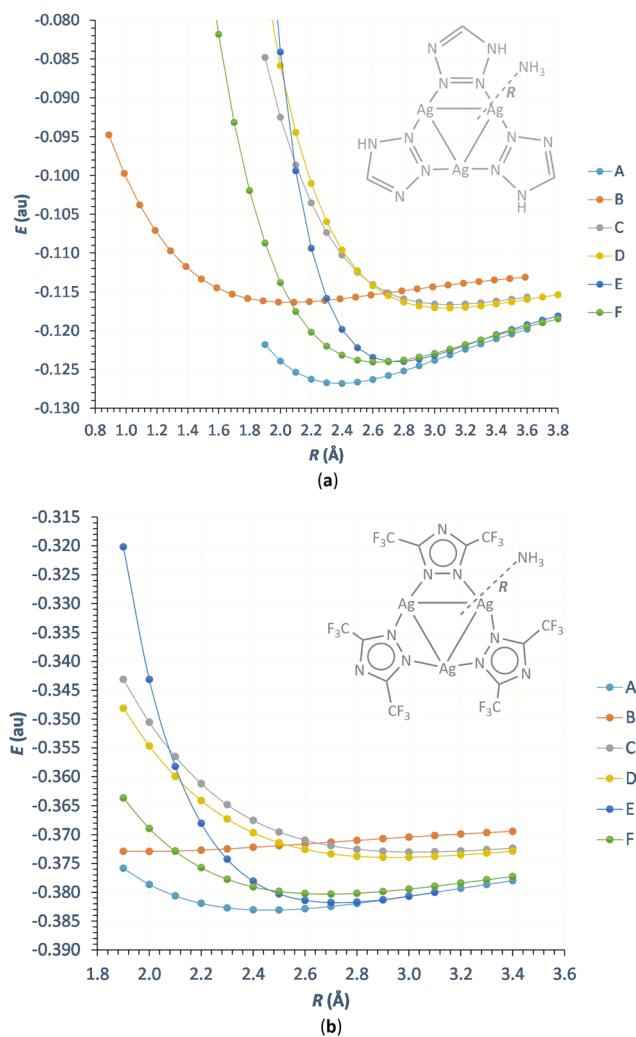 -0.080
-0.085
-0.090
-0.095
-0.100
-0.105
-0.110
-0.115
-0.120
-0.125
-0.130
E (au)
0.8 1.0 1.2 1.4 1.6 1.8 2.0 2.2 2.4 2.6 2.8 3.0 3.2 3.4 3.6 3.8
R (Å)
N NH
N N NH3
R
Ag Ag
HN N N N
N N N
Ag
N N
N
H
A
B
C
D
E
F
(a)
-0.315
-0.320
-0.325
-0.330
-0.335
-0.340
-0.345
-0.350
-0.355
-0.360
-0.365
-0.370
-0.375
-0.380
-0.385
-0.390
E (au)
1.8 2.0 2.2 2.4 2.6 2.8 3.0 3.2 3.4 3.6
R (Å)
N
F3C CF3
N N NH3
R
Ag Ag
F3C N N CF3
N N Ag N N
CF3 F3C
A
B
C
D
E
F
(b)